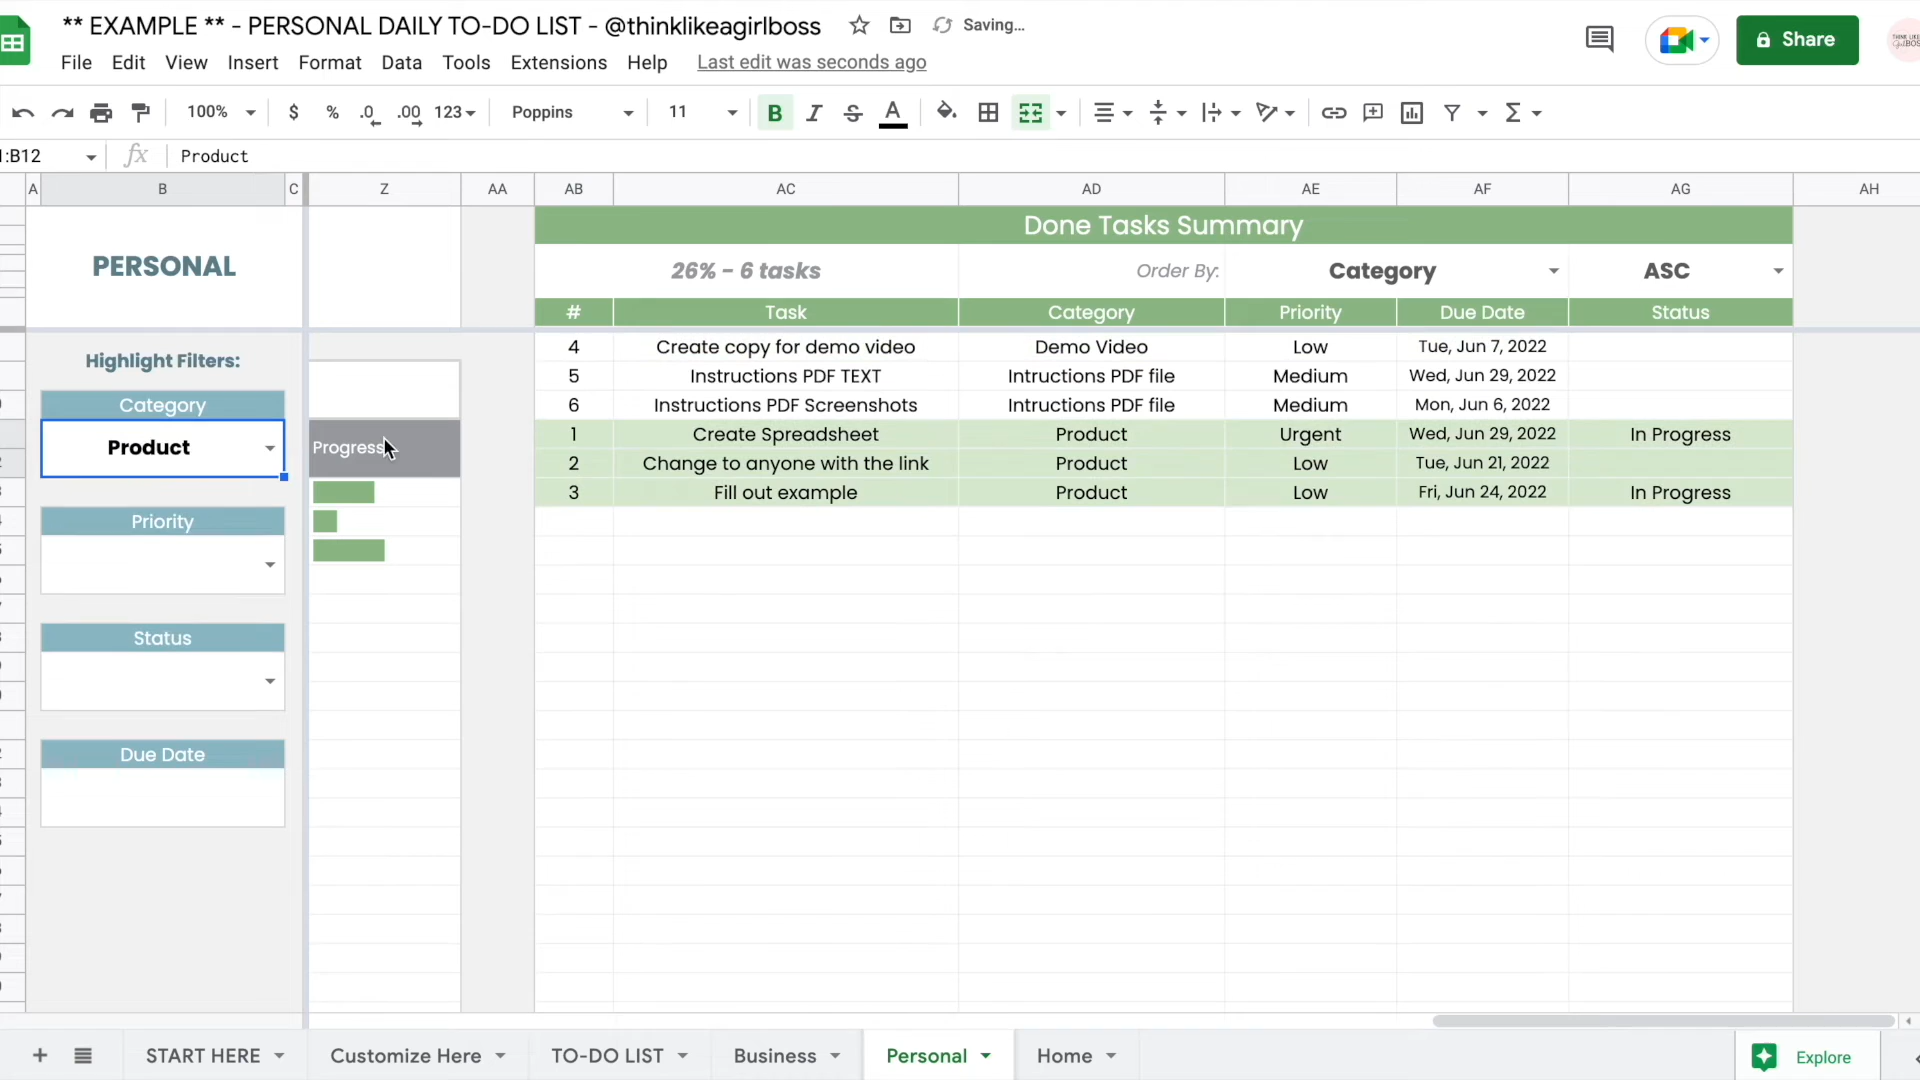 ** EXAMPLE ** - PERSONAL DAILY TO-DO LIST - @thinklikeagirlboss Saving...
File Edit View Insert Format Data Tools Extensions Help Last edit was seconds ago
Share
100% $ % .0 .00 123 Poppins 11 B I S A
:B12 fx Product
A B C Z AA AB AC AD AE AF AG AH
PERSONAL
Done Tasks Summary
26% - 6 tasks Order By: Category ASC
# Task Category Priority Due Date Status
4 Create copy for demo video Demo Video Low Tue, Jun 7, 2022
5 Instructions PDF TEXT Intructions PDF file Medium Wed, Jun 29, 2022
6 Instructions PDF Screenshots Intructions PDF file Medium Mon, Jun 6, 2022
1 Create Spreadsheet Product Urgent Wed, Jun 29, 2022 In Progress
2 Change to anyone with the link Product Low Tue, Jun 21, 2022
3 Fill out example Product Low Fri, Jun 24, 2022 In Progress
Highlight Filters:
Category
Product
Progress
Priority
Status
Due Date
START HERE Customize Here TO-DO LIST Business Personal Home Explore